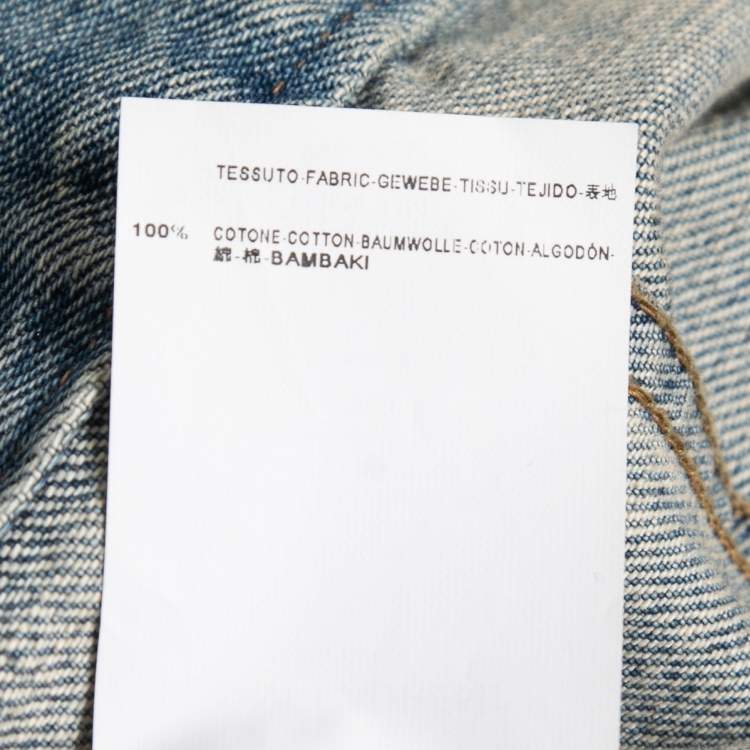 TESSUTO-FABRIC-GEWEBE-TISSU-TEJIDO-表地
100% COTONE-COTTON-BAUMWOLLE-COTON-ALGODÓN-
綿-棉-BAMBAKI